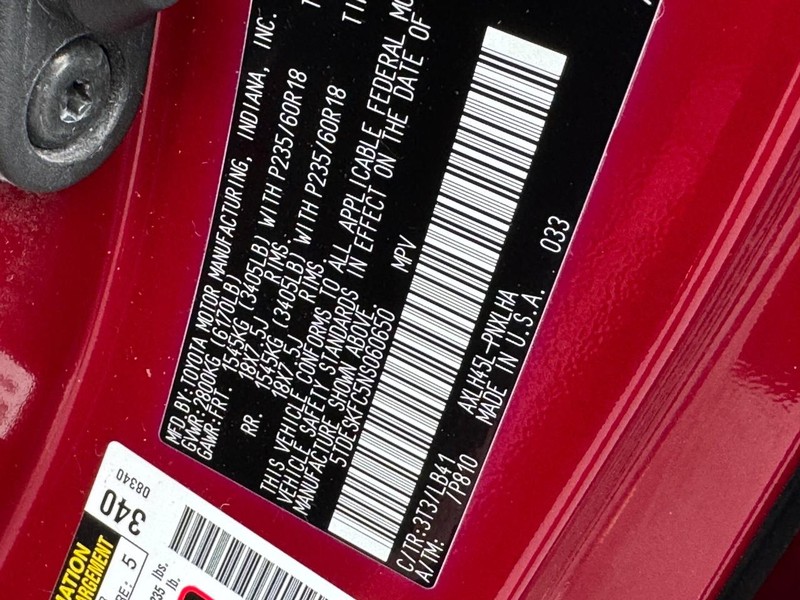 MFD.BY:TOYOTA MOTOR MANUFACTURING, INDIANA, INC.
GVWR:2800KG (G170LB)
GAWR:FRT 1545KG (3405LB) WITH P235/60R18
18X7.5J RIMS.
RR. 1545KG (3405LB) WITH P235/60R18
18X7.5J RIMS
THIS VEHICLE CONFORMS TO ALL APPLICABLE FEDERAL MO
VEHICLE SAFETY STANDARDS IN EFFECT ON THE DATE OF
MANUFACTURE SHOWN ABOVE.
5TDESKFC5NS060650 MPV
C/TR:3T3/LB41 AXLH45L-PNXLHA 033
A/TM: /P810 MADE IN U.S.A.
340
08340
5
lbs.
lb.